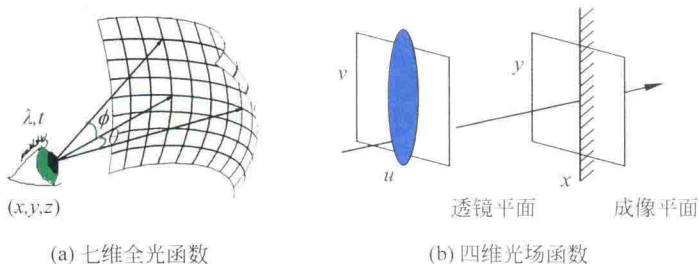 λ,t
ϕ
θ
(x,y,z)
(a) 七维全光函数
v
u
透镜平面
y
x
成像平面
(b) 四维光场函数